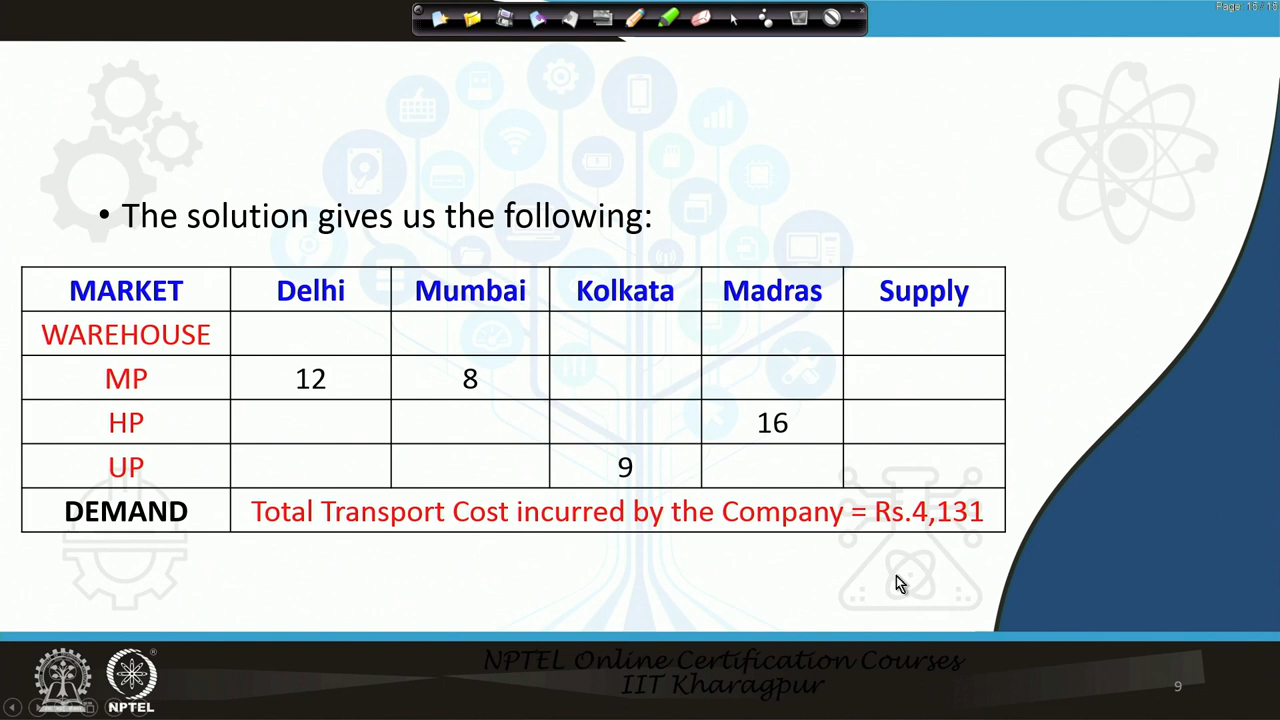 Page 16/16
• The solution gives us the following:
MARKET Delhi Mumbai Kolkata Madras Supply
WAREHOUSE
MP 12 8
HP 16
UP 9
DEMAND Total Transport Cost incurred by the Company = Rs.4,131
NPTEL Online Certification Courses
IIT Kharagpur
NPTEL
9